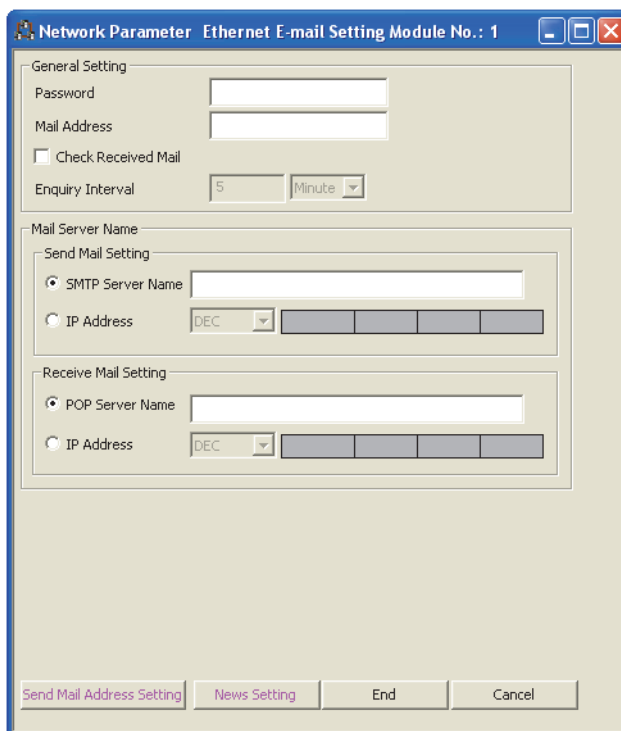 Network Parameter Ethernet E-mail Setting Module No.: 1
General Setting
Password
Mail Address
Check Received Mail
Enquiry Interval 5 Minute
Mail Server Name
Send Mail Setting
SMTP Server Name
IP Address DEC
Receive Mail Setting
POP Server Name
IP Address DEC
Send Mail Address Setting News Setting End Cancel